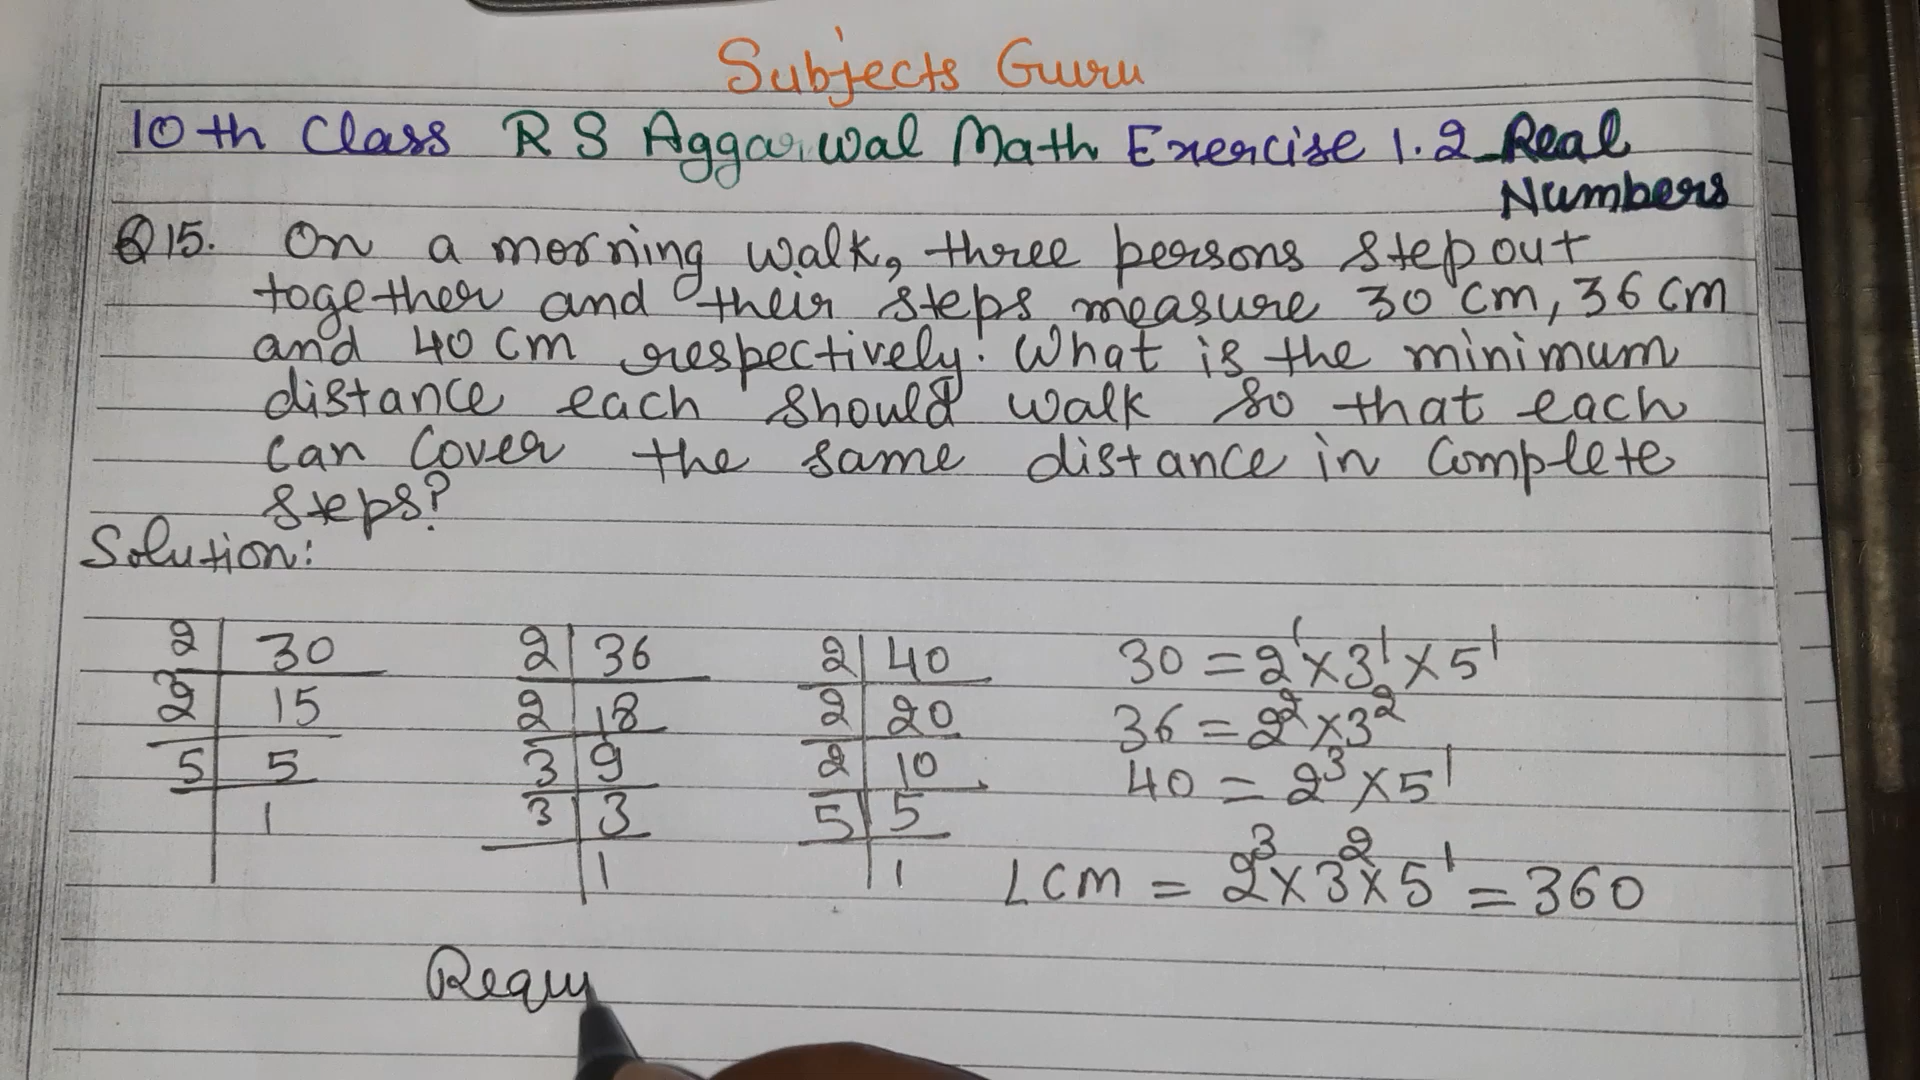 Subjects Guru
10th Class R S Aggarwal Math Exercise 1.2 Real
Numbers
Q15. On a morning walk, three persons step out
together and their steps measure 30 cm, 36 cm
and 40 cm respectively. What is the minimum
distance each should walk so that each
can cover the same distance in complete
steps?
Solution:
2 | 30 2 | 36 2 | 40 30 = 2¹ × 3¹ × 5¹
15 2 | 18 2 | 20 36 = 2² × 3²
5 | 5 3 | 9 2 | 10 40 = 2³ × 5¹
1 3 | 3 5 | 5
1 1 LCM = 2³ × 3² × 5¹ = 360
Requ